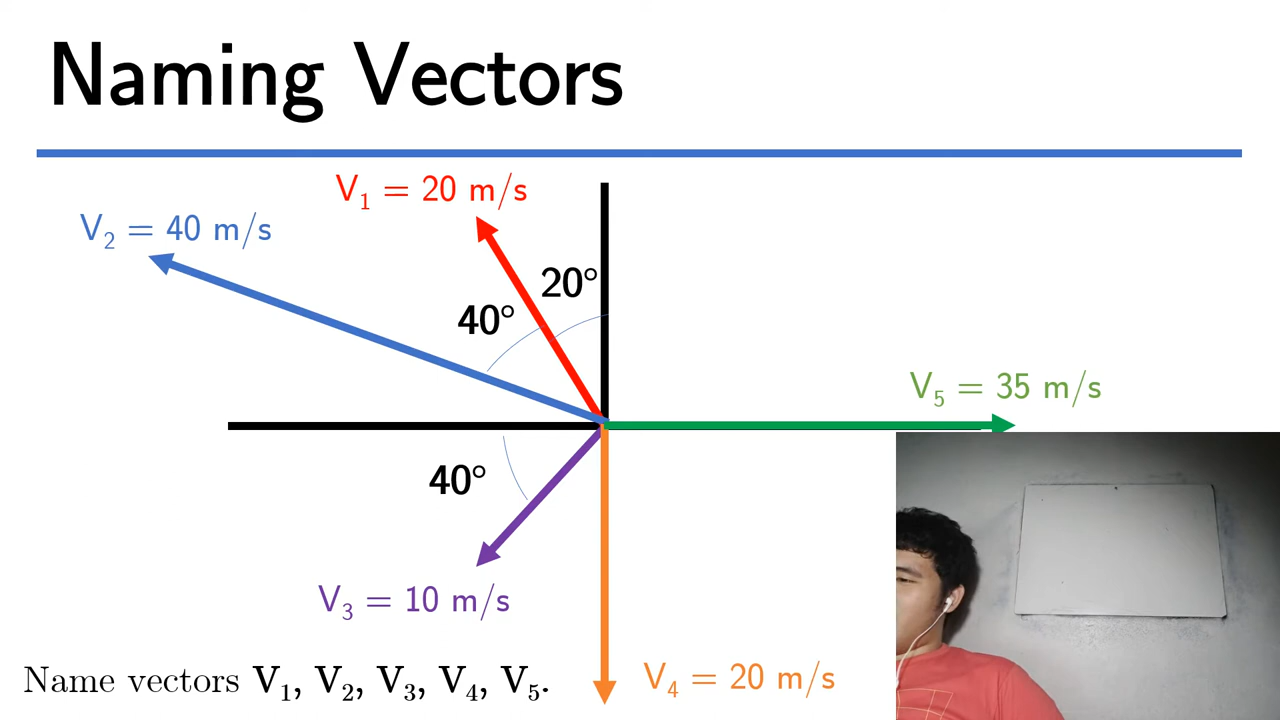 Naming Vectors
V₁ = 20 m/s
V₂ = 40 m/s
20°
40°
V₅ = 35 m/s
40°
V₃ = 10 m/s
V₄ = 20 m/s
Name vectors V₁, V₂, V₃, V₄, V₅.